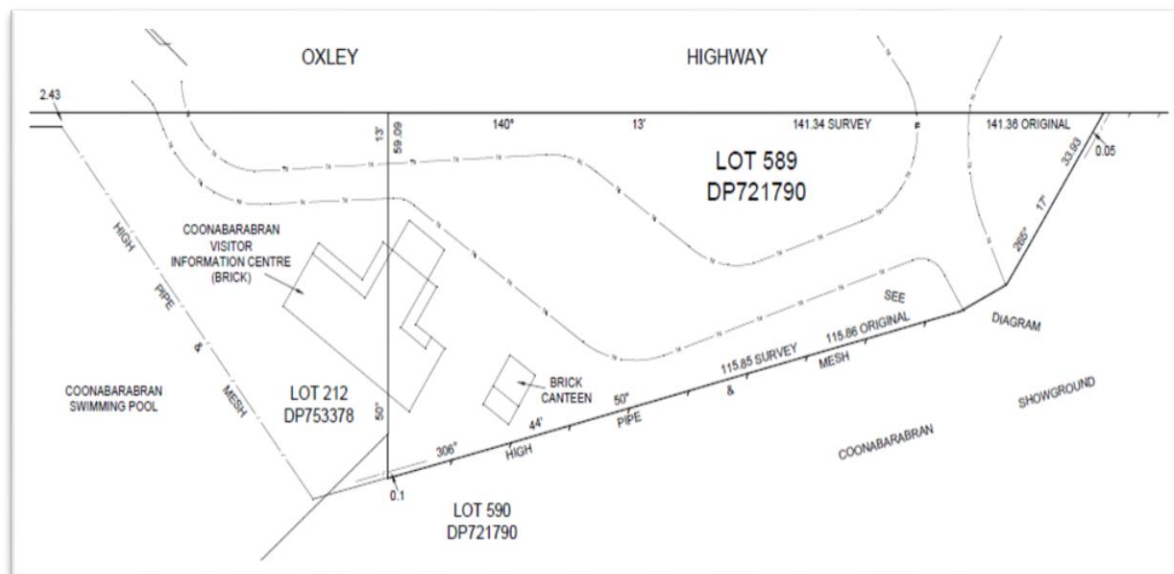 OXLEY HIGHWAY
2.43
140° 13' 141.34 SURVEY 141.36 ORIGINAL
13'
59.09
LOT 589
DP721790
33.93
0.05
17"
265°
COONABARABRAN
VISITOR
INFORMATION CENTRE
(BRICK)
HIGH
PIPE
&
MESH
SEE
DIAGRAM
115.85 SURVEY
115.86 ORIGINAL
COONABARABRAN
SWIMMING POOL
LOT 212
DP753378
50°
BRICK
CANTEEN
306° 44' 50"
HIGH PIPE & MESH
COONABARABRAN SHOWGROUND
0.1
LOT 590
DP721790